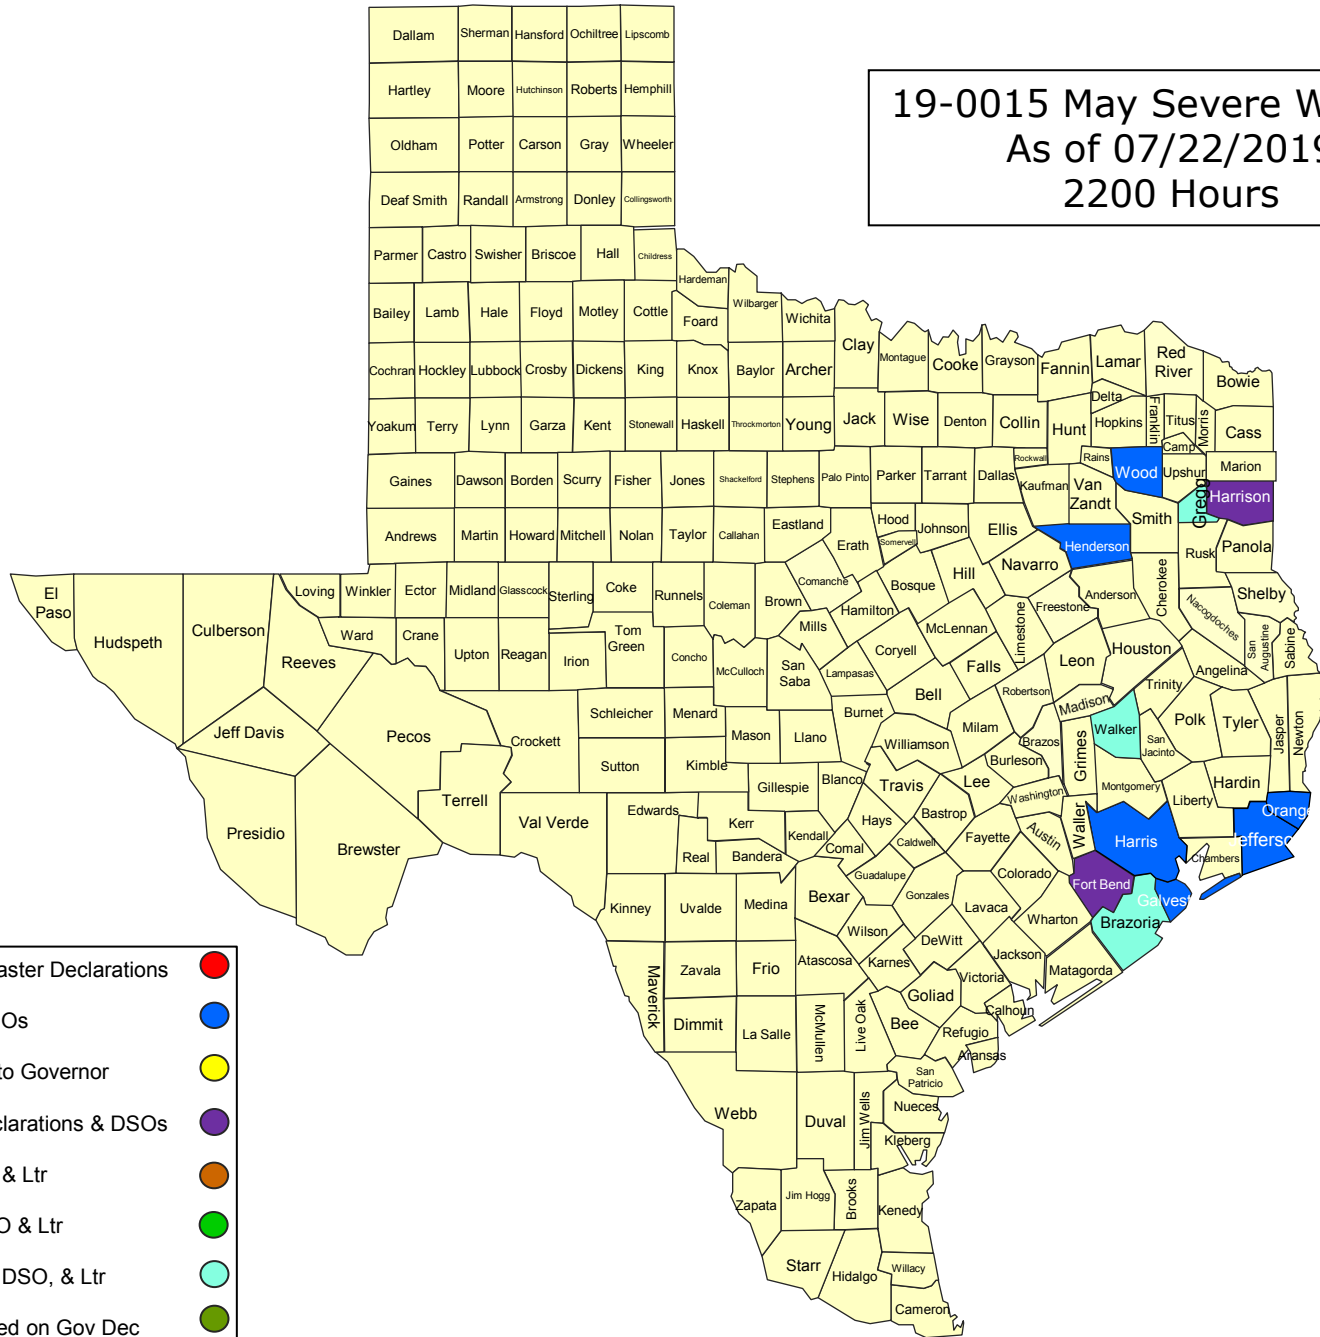 Dallam Sherman Hansford Ochiltree Lipscomb
Hartley Moore Hutchinson Roberts Hemphill
19-0015 May Severe W
As of 07/22/2019
2200 Hours
Oldham Potter Carson Gray Wheeler
Deaf Smith Randall Armstrong Donley Collingsworth
Parmer Castro Swisher Briscoe Hall Childress
Hardeman
Bailey Lamb Hale Floyd Motley Cottle Foard Wilbarger Wichita
Clay Montague Cooke Grayson Fannin Lamar Red River Bowie
Cochran Hockley Lubbock Crosby Dickens King Knox Baylor Archer
Delta
Yoakum Terry Lynn Garza Kent Stonewall Haskell Throckmorton Young Jack Wise Denton Collin Hunt Hopkins Franklin Titus Morris Cass
Camp
Gaines Dawson Borden Scurry Fisher Jones Shackelford Stephens Palo Pinto Parker Tarrant Dallas Rockwall Kaufman Rains Van Zandt Wood Upshur Marion
Gregg Harrison
Andrews Martin Howard Mitchell Nolan Taylor Callahan Eastland Erath Hood Somervell Johnson Ellis Henderson Smith Rusk Panola
El Paso Hudspeth Culberson Loving Winkler Ector Midland Glasscock Sterling Coke Runnels Coleman Brown Comanche Hamilton Bosque Hill Navarro Freestone Anderson Cherokee Nacogdoches Shelby
Reeves Ward Crane Upton Reagan Irion Tom Green Concho McCulloch San Saba Mills Lampasas Coryell McLennan Limestone Falls Leon Houston Angelina San Augustine Sabine
Jeff Davis Pecos Crockett Schleicher Menard Mason Llano Burnet Bell Milam Robertson Madison Trinity Walker San Jacinto Polk Tyler Jasper Newton
Sutton Kimble Gillespie Blanco Williamson Travis Lee Burleson Brazos Grimes Washington Montgomery Liberty Hardin Orange
Presidio Brewster Terrell Val Verde Edwards Kerr Real Bandera Kendall Comal Hays Caldwell Bastrop Fayette Austin Waller Harris Chambers Jefferso
Kinney Uvalde Medina Bexar Guadalupe Gonzales Lavaca Colorado Wharton Fort Bend Brazoria Galvest
Maverick Zavala Frio Atascosa Wilson Karnes DeWitt Jackson Matagorda
Dimmit La Salle McMullen Live Oak Bee Goliad Victoria Calhoun Refugio Aransas
Webb Duval Jim Wells San Patricio Nueces Kleberg
Zapata Jim Hogg Brooks Kenedy
Starr Hidalgo Willacy Cameron
aster Declarations
Os
to Governor
clarations & DSOs
& Ltr
O & Ltr
DSO, & Ltr
ed on Gov Dec